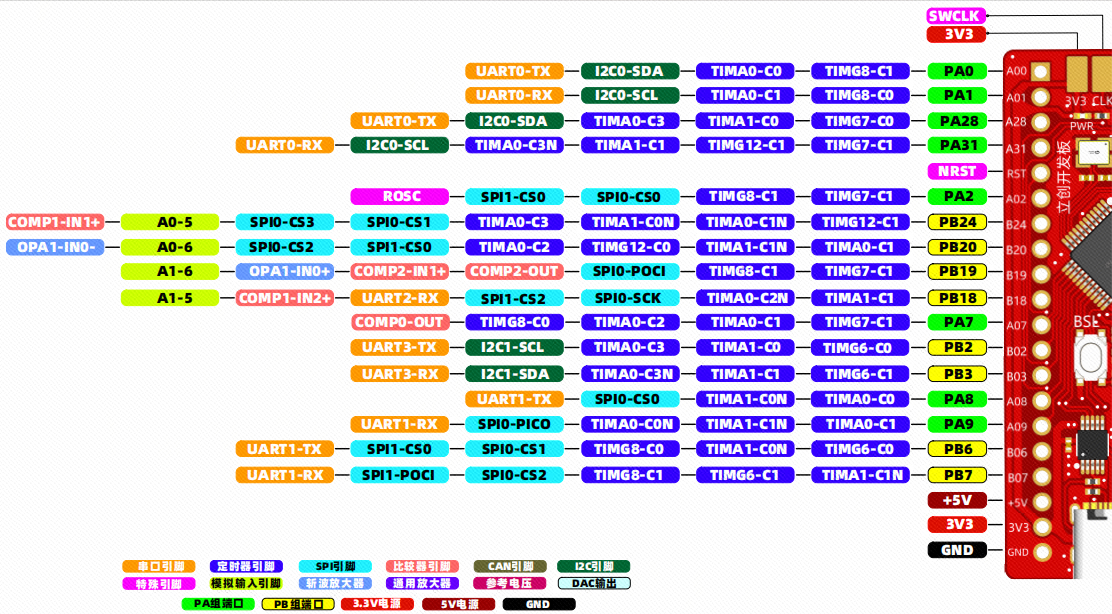 SWCLK
3V3
UART0-TX I2C0-SDA TIMA0-C0 TIMG8-C1 PA0 A00
UART0-RX I2C0-SCL TIMA0-C1 TIMG8-C0 PA1 A01 3V3 CLK
UART0-TX I2C0-SDA TIMA0-C3 TIMA1-C0 TIMG7-C0 PA28 A28 PWR
UART0-RX I2C0-SCL TIMA0-C3N TIMA1-C1 TIMG12-C1 TIMG7-C1 PA31 A31
NRST RST
立创开发板
ROSC SPI1-CS0 SPI0-CS0 TIMG8-C1 TIMG7-C1 PA2 A02
COMP1-IN1+ A0-5 SPI0-CS3 SPI0-CS1 TIMA0-C3 TIMA1-C0N TIMA0-C1N TIMG12-C1 PB24 B24
OPA1-IN0- A0-6 SPI0-CS2 SPI1-CS0 TIMA0-C2 TIMG12-C0 TIMA1-C1N TIMA0-C1 PB20 B20
A1-6 OPA1-IN0+ COMP2-IN1+ COMP2-OUT SPI0-POCI TIMG8-C1 TIMG7-C1 PB19 B19
A1-5 COMP1-IN2+ UART2-RX SPI1-CS2 SPI0-SCK TIMA0-C2N TIMA1-C1 PB18 B18
COMP0-OUT TIMG8-C0 TIMA0-C2 TIMA0-C1 TIMG7-C1 PA7 A07 BSL
UART3-TX I2C1-SCL TIMA0-C3 TIMA1-C0 TIMG6-C0 PB2 B02
UART3-RX I2C1-SDA TIMA0-C3N TIMA1-C1 TIMG6-C1 PB3 B03
UART1-TX SPI0-CS0 TIMA1-C0N TIMA0-C0 PA8 A08
UART1-RX SPI0-PICO TIMA0-C0N TIMA1-C1N TIMA0-C1 PA9 A09
UART1-TX SPI1-CS0 SPI0-CS1 TIMG8-C0 TIMA1-C0N TIMG6-C0 PB6 B06
UART1-RX SPI1-POCI SPI0-CS2 TIMG8-C1 TIMG6-C1 TIMA1-C1N PB7 B07
+5V +5V
3V3 3V3
GND GND
串口引脚 定时器引脚 SPI引脚 比较器引脚 CAN引脚 I2C引脚
特殊引脚 模拟输入引脚 斩波放大器 通用放大器 参考电压 DAC输出
PA组端口 PB组端口 3.3V电源 5V电源 GND